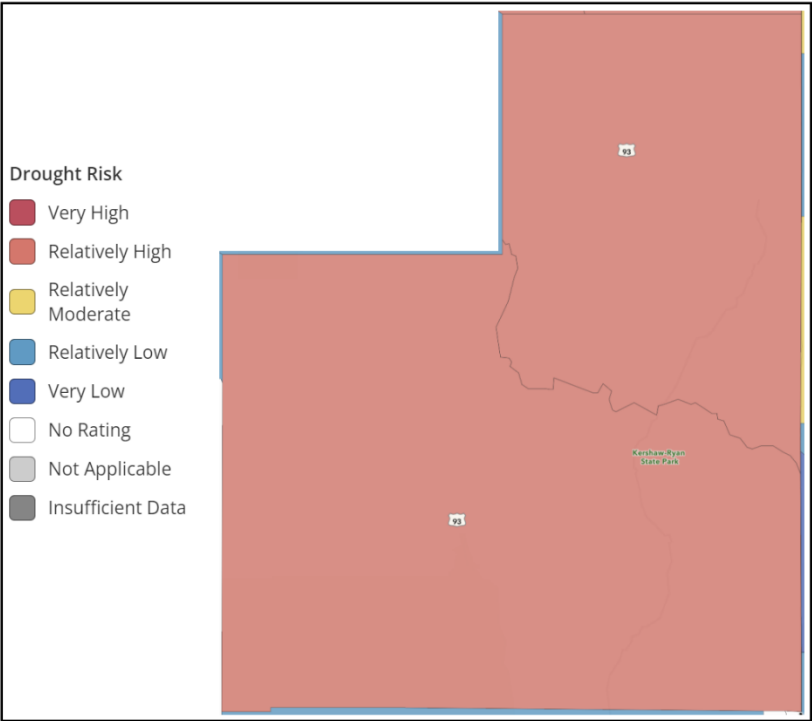 93
Drought Risk
Very High
Relatively High
Relatively
Moderate
Relatively Low
Very Low
No Rating
Not Applicable
Insufficient Data
Kershaw-Ryan
State Park
93